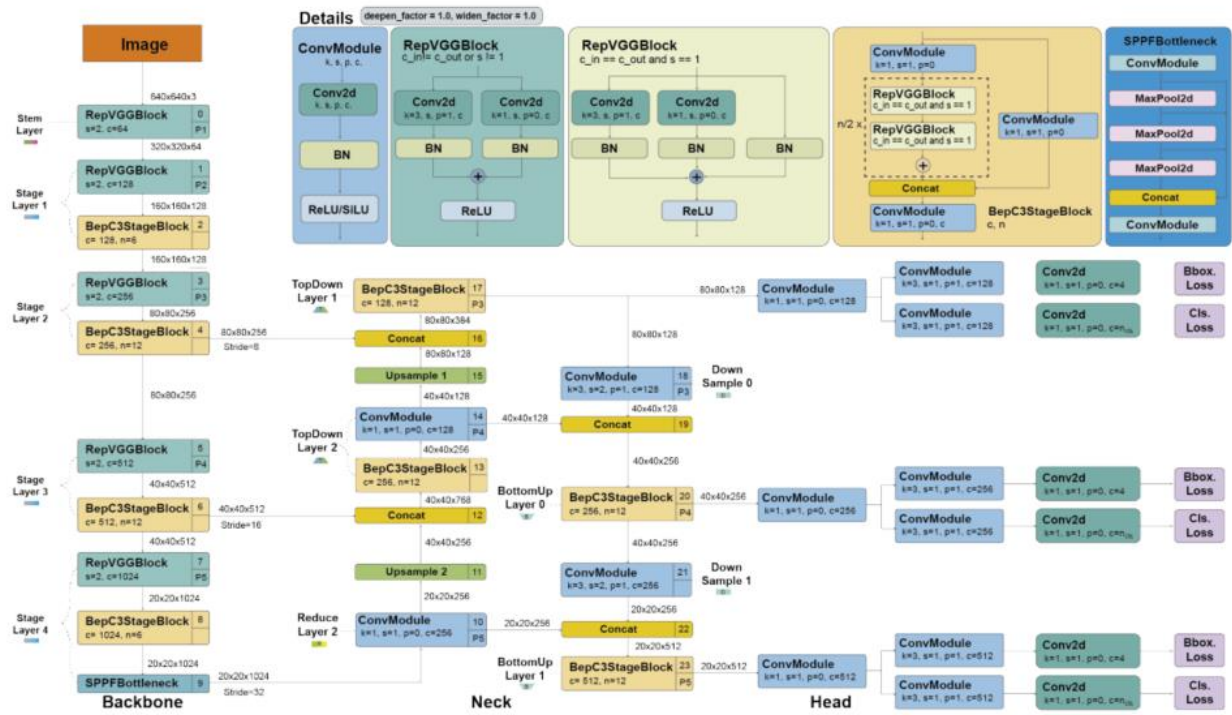 Details
deepen_factor = 1.0, widen_factor = 1.0
Image
640x640x3
Stem
Layer
RepVGGBlock
s=2, c=64
0
P1
320x320x64
Stage
Layer 1
RepVGGBlock
s=2, c=128
1
P2
160x160x128
BepC3StageBlock
c= 128, n=6
2
160x160x128
Stage
Layer 2
RepVGGBlock
s=2, c=256
3
P3
80x80x256
BepC3StageBlock
c= 256, n=12
4
80x80x256
80x80x256
Stage
Layer 3
RepVGGBlock
s=2, c=512
5
P4
40x40x512
BepC3StageBlock
c= 512, n=12
6
40x40x512
Stage
Layer 4
RepVGGBlock
s=2, c=1024
7
P5
20x20x1024
BepC3StageBlock
c= 1024, n=6
8
20x20x1024
SPPFBottleneck
9
Backbone
ConvModule
k, s, p, c,
Conv2d
k, s, p, c,
BN
ReLU/SiLU
RepVGGBlock
c_in!= c_out or s != 1
Conv2d
k=3, s, p=1, c
Conv2d
k=1, s, p=0, c
BN
BN
+
ReLU
RepVGGBlock
c_in == c_out and s == 1
Conv2d
k=3, s, p=1, c
Conv2d
k=1, s, p=0, c
BN
BN
BN
+
ReLU
ConvModule
k=1, s=1, p=0
n/2 x
RepVGGBlock
c_in == c_out and s == 1
RepVGGBlock
c_in == c_out and s == 1
+
ConvModule
k=1, s=1, p=0
Concat
ConvModule
k=1, s=1, p=0, c
BepC3StageBlock
c, n
SPPFBottleneck
ConvModule
MaxPool2d
MaxPool2d
MaxPool2d
Concat
ConvModule
TopDown
Layer 1
BepC3StageBlock
c= 128, n=12
17
P3
80x80x384
80x80x256
Stride=8
Concat
16
80x80x128
Upsample 1
15
40x40x128
TopDown
Layer 2
ConvModule
k=1, s=1, p=0, c=128
14
P4
40x40x256
BepC3StageBlock
c= 256, n=12
13
40x40x768
40x40x512
Stride=16
Concat
12
40x40x256
Upsample 2
11
20x20x256
Reduce
Layer 2
ConvModule
k=1, s=1, p=0, c=256
10
P5
20x20x1024
Stride=32
Neck
80x80x128
ConvModule
k=3, s=2, p=1, c=128
18
P3
Down
Sample 0
40x40x128
40x40x128
Concat
19
40x40x256
BottomUp
Layer 0
BepC3StageBlock
c= 256, n=12
20
P4
40x40x256
ConvModule
k=3, s=2, p=1, c=256
21
Down
Sample 1
20x20x256
20x20x256
Concat
22
20x20x512
BottomUp
Layer 1
BepC3StageBlock
c= 512, n=12
23
P5
80x80x128
ConvModule
k=1, s=1, p=0, c=128
ConvModule
k=3, s=1, p=1, c=128
Conv2d
k=1, s=1, p=0, c=4
Bbox.
Loss
ConvModule
k=3, s=1, p=1, c=128
Conv2d
k=1, s=1, p=0, c=n
Cls.
Loss
40x40x256
ConvModule
k=1, s=1, p=0, c=256
ConvModule
k=3, s=1, p=1, c=256
Conv2d
k=1, s=1, p=0, c=4
Bbox.
Loss
ConvModule
k=3, s=1, p=1, c=256
Conv2d
k=1, s=1, p=0, c=n
Cls.
Loss
20x20x512
ConvModule
k=1, s=1, p=0, c=512
ConvModule
k=3, s=1, p=1, c=512
Conv2d
k=1, s=1, p=0, c=4
Bbox.
Loss
ConvModule
k=3, s=1, p=1, c=512
Conv2d
k=1, s=1, p=0, c=n
Cls.
Loss
Head